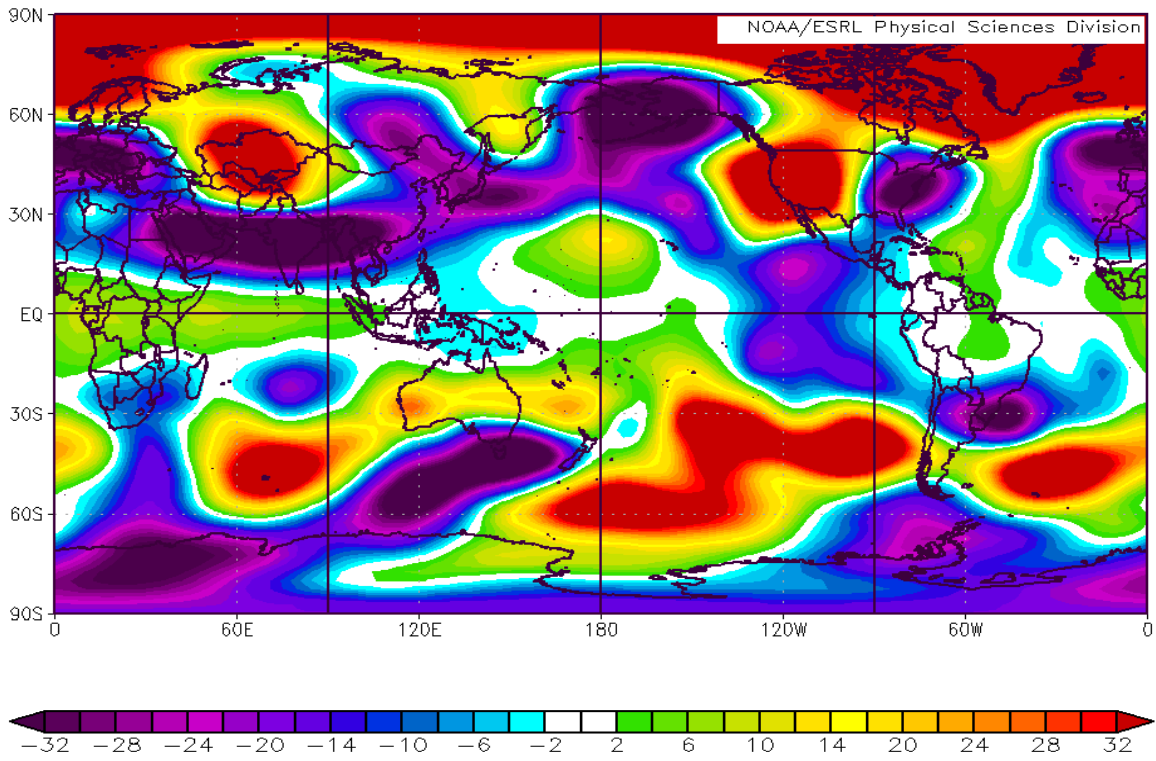 90N
NOAA/ESRL Physical Sciences Division
60N
30N
EQ
30S
60S
90S
0 60E 120E 180 120W 60W 0
-32 -28 -24 -20 -14 -10 -6 -2 2 6 10 14 20 24 28 32